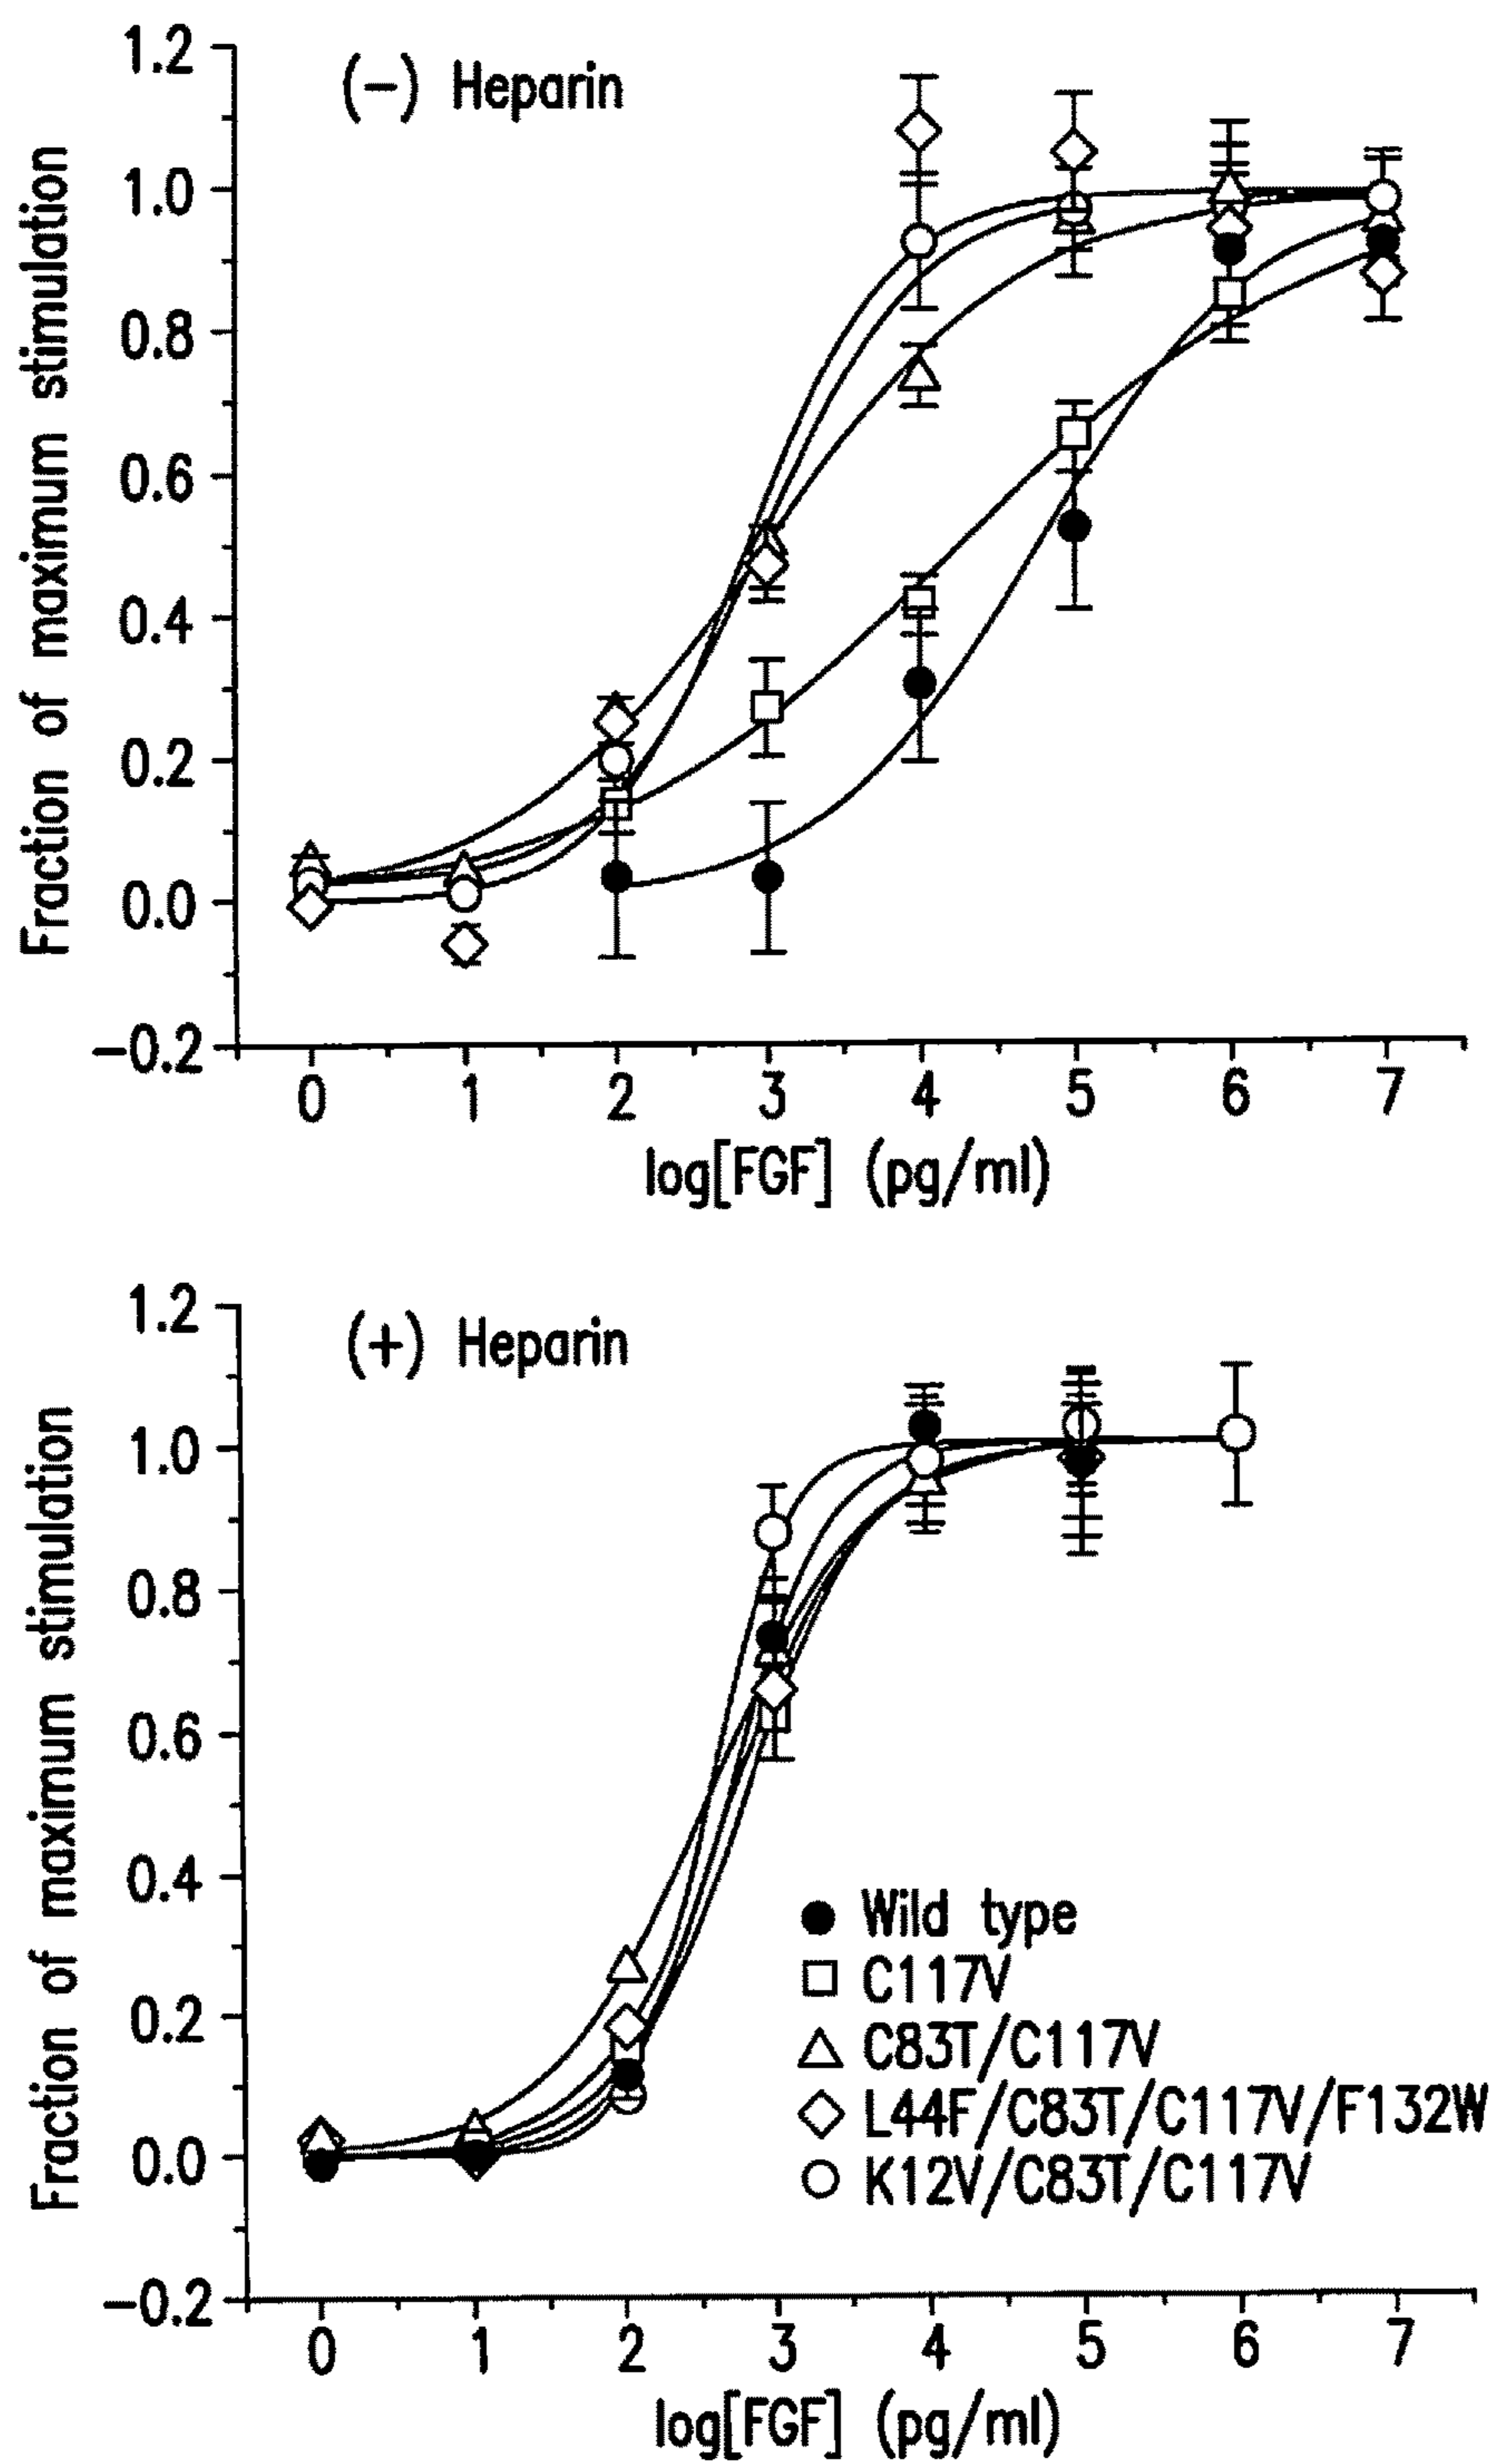 (-) Heparin
Fraction of maximum stimulation
1.2
1.0
0.8
0.6
0.4
0.2
0.0
-0.2
0 1 2 3 4 5 6 7
log[FGF] (pg/ml)
(+) Heparin
Fraction of maximum stimulation
1.2
1.0
0.8
0.6
0.4
0.2
0.0
-0.2
Wild type
C117V
C83T/C117V
L44F/C83T/C117V/F132W
K12V/C83T/C117V
0 1 2 3 4 5 6 7
log[FGF] (pg/ml)